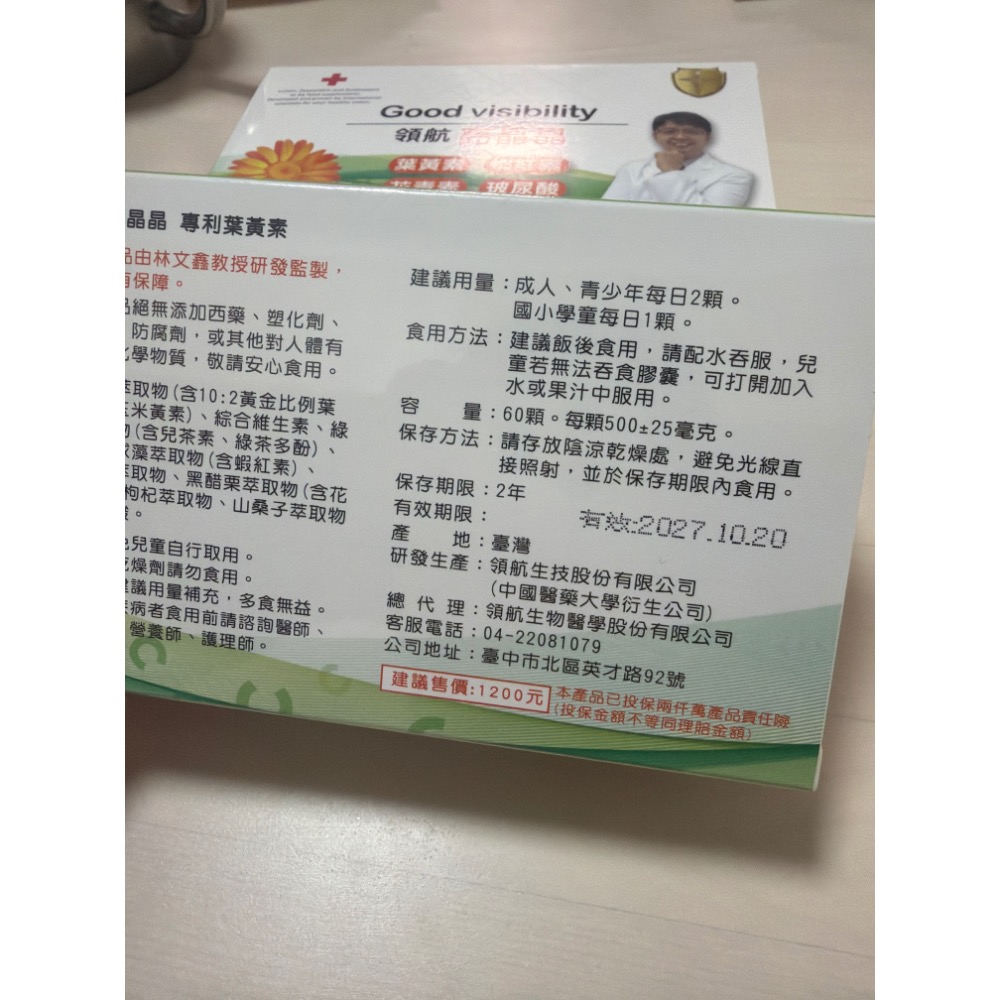 Good visibility
領航 晶晶晶
葉黃素
玻尿酸
晶晶 專利葉黃素
品由林文鑫教授研發監製，
有保障。
品絕無添加西藥、塑化劑、
防腐劑，或其他對人體有
化學物質，敬請安心食用。
萃取物(含10:2黃金比例葉
玉米黃素)、綜合維生素、綠
物(含兒茶素、綠茶多酚)、
球藻萃取物(含蝦紅素)、
萃取物、黑醋栗萃取物(含花
枸杞萃取物、山桑子萃取物
。
免兒童自行取用。
乾燥劑請勿食用。
建議用量補充，多食無益。
疾病者食用前請諮詢醫師、
營養師、護理師。
建議用量：成人、青少年每日2顆。
國小學童每日1顆。
食用方法：建議飯後食用，請配水吞服，兒
童若無法吞食膠囊，可打開加入
水或果汁中服用。
容 量：60顆。每顆500±25毫克。
保存方法：請存放陰涼乾燥處，避免光線直
接照射，並於保存期限內食用。
保存期限：2年
有效期限： 有效:2027.10.20
產 地：臺灣
研發生產：領航生技股份有限公司
(中國醫藥大學衍生公司)
總 代 理：領航生物醫學股份有限公司
客服電話：04-22081079
公司地址：臺中市北區英才路92號
建議售價:1200元
本產品已投保兩仟萬產品責任險
(投保金額不等同理賠金額)